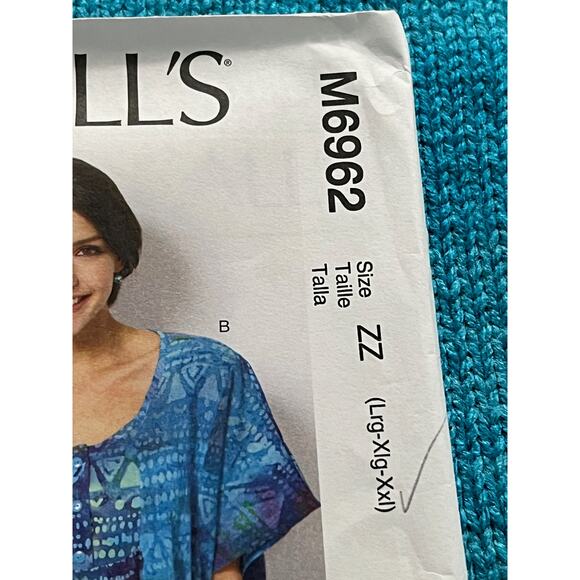 LL'S®
M6962
Size
Taille
Talla
ZZ
(Lrg-Xlg-Xxl)
B